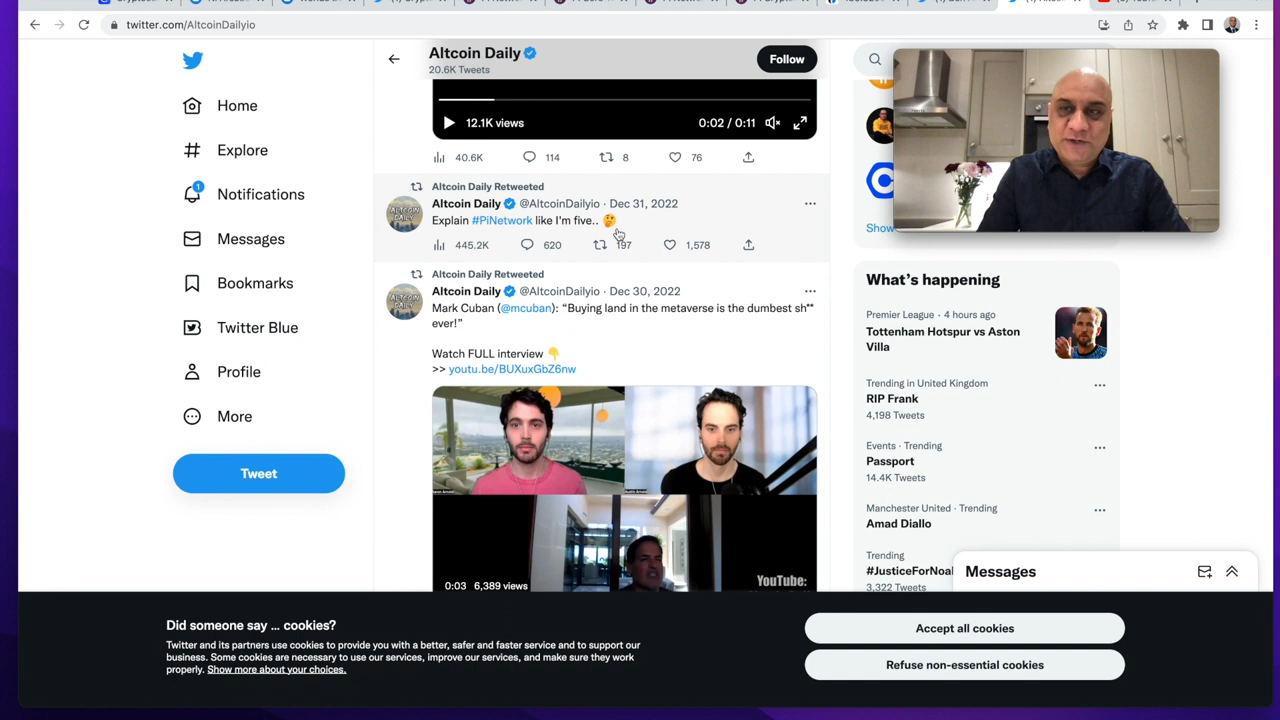 twitter.com/AltcoinDailyio
Home
Explore
1
Notifications
Messages
Bookmarks
Twitter Blue
Profile
More
Tweet
Altcoin Daily
20.6K Tweets
Follow
12.1K views
0:02 / 0:11
40.6K 114 8 76
Altcoin Daily Retweeted
ALTCOIN DAILY
Altcoin Daily @AltcoinDailyio · Dec 31, 2022
Explain #PiNetwork like I'm five.. 🤔
445.2K 620 197 1,578
Altcoin Daily Retweeted
ALTCOIN DAILY
Altcoin Daily @AltcoinDailyio · Dec 30, 2022
Mark Cuban (@mcuban): “Buying land in the metaverse is the dumbest sh**
ever!”
Watch FULL interview 👇
>> youtu.be/BUXuxGbZ6nw
0:03 6,389 views
YouTube:
Show
What’s happening
Premier League · 4 hours ago
Tottenham Hotspur vs Aston
Villa
Trending in United Kingdom
RIP Frank
4,198 Tweets
Events · Trending
Passport
14.4K Tweets
Manchester United · Trending
Amad Diallo
Trending
#JusticeForNoal
3,322 Tweets
Messages
Did someone say … cookies?
Twitter and its partners use cookies to provide you with a better, safer and faster service and to support our
business. Some cookies are necessary to use our services, improve our services, and make sure they work
properly. Show more about your choices.
Accept all cookies
Refuse non-essential cookies